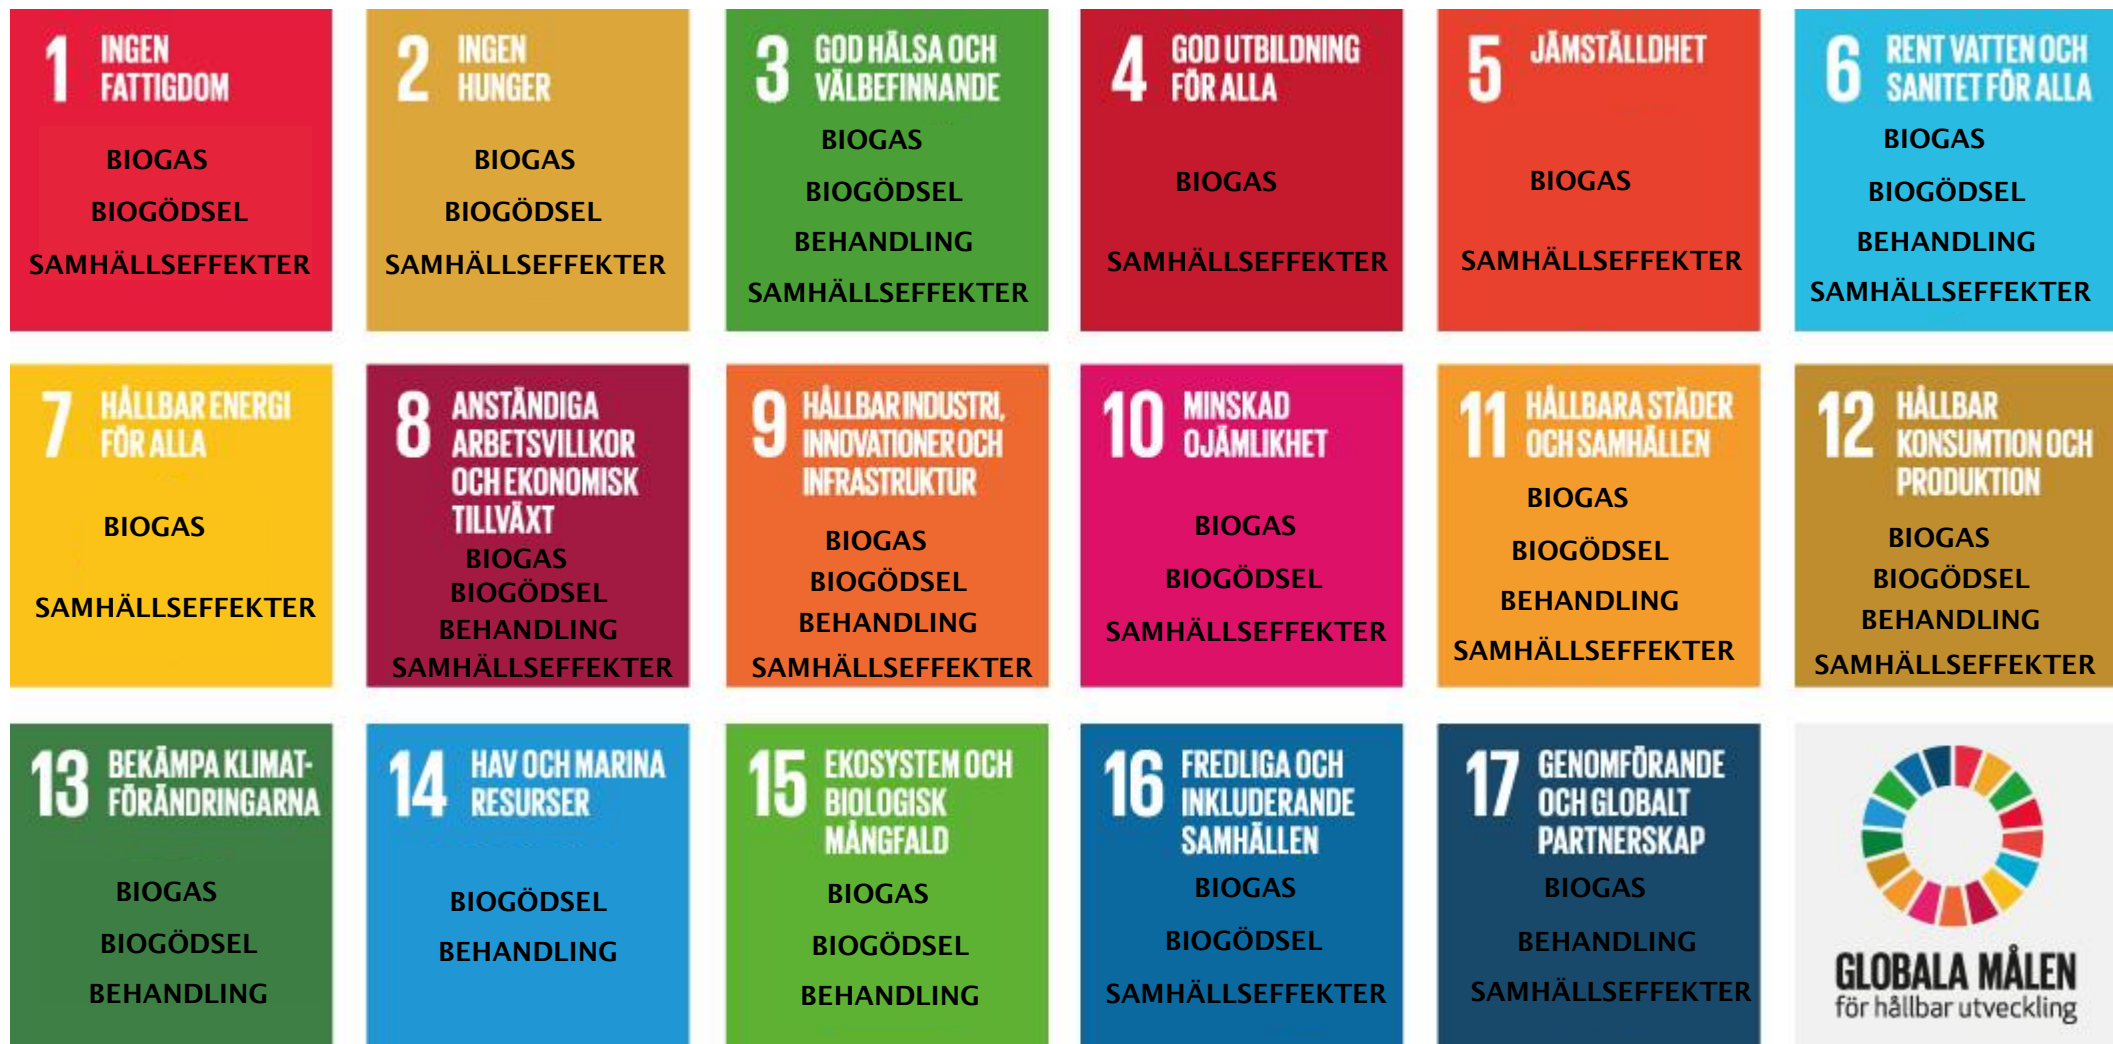 1 INGEN
FATTIGDOM
BIOGAS
BIOGÖDSEL
SAMHÄLLSEFFEKTER
2 INGEN
HUNGER
BIOGAS
BIOGÖDSEL
SAMHÄLLSEFFEKTER
3 GOD HÄLSA OCH
VÄLBEFINNANDE
BIOGAS
BIOGÖDSEL
BEHANDLING
SAMHÄLLSEFFEKTER
4 GOD UTBILDNING
FÖR ALLA
BIOGAS
SAMHÄLLSEFFEKTER
5 JÄMSTÄLLDHET
BIOGAS
SAMHÄLLSEFFEKTER
6 RENT VATTEN OCH
SANITET FÖR ALLA
BIOGAS
BIOGÖDSEL
BEHANDLING
SAMHÄLLSEFFEKTER
7 HÅLLBAR ENERGI
FÖR ALLA
BIOGAS
SAMHÄLLSEFFEKTER
8 ANSTÄNDIGA
ARBETSVILLKOR
OCH EKONOMISK
TILLVÄXT
BIOGAS
BIOGÖDSEL
BEHANDLING
SAMHÄLLSEFFEKTER
9 HÅLLBAR INDUSTRI,
INNOVATIONER OCH
INFRASTRUKTUR
BIOGAS
BIOGÖDSEL
BEHANDLING
SAMHÄLLSEFFEKTER
10 MINSKAD
OJÄMLIKHET
BIOGAS
BIOGÖDSEL
SAMHÄLLSEFFEKTER
11 HÅLLBARA STÄDER
OCH SAMHÄLLEN
BIOGAS
BIOGÖDSEL
BEHANDLING
SAMHÄLLSEFFEKTER
12 HÅLLBAR
KONSUMTION OCH
PRODUKTION
BIOGAS
BIOGÖDSEL
BEHANDLING
SAMHÄLLSEFFEKTER
13 BEKÄMPA KLIMAT-
FÖRÄNDRINGARNA
BIOGAS
BIOGÖDSEL
BEHANDLING
14 HAV OCH MARINA
RESURSER
BIOGÖDSEL
BEHANDLING
15 EKOSYSTEM OCH
BIOLOGISK
MÅNGFALD
BIOGAS
BIOGÖDSEL
BEHANDLING
16 FREDLIGA OCH
INKLUDERANDE
SAMHÄLLEN
BIOGAS
BIOGÖDSEL
SAMHÄLLSEFFEKTER
17 GENOMFÖRANDE
OCH GLOBALT
PARTNERSKAP
BIOGAS
BEHANDLING
SAMHÄLLSEFFEKTER
GLOBALA MÅLEN
för hållbar utveckling